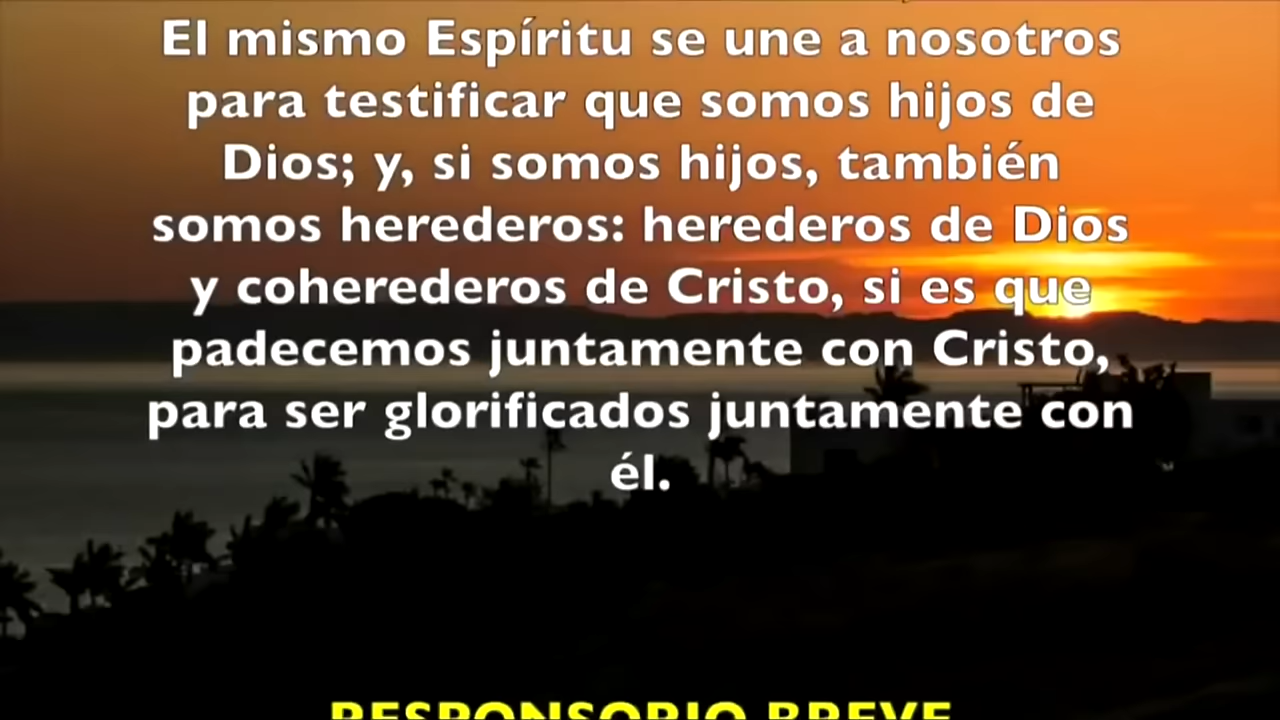 El mismo Espíritu se une a nosotros
para testificar que somos hijos de
Dios; y, si somos hijos, también
somos herederos: herederos de Dios
y coherederos de Cristo, si es que
padecemos juntamente con Cristo,
para ser glorificados juntamente con
él.
RESPONSORIO BREVE